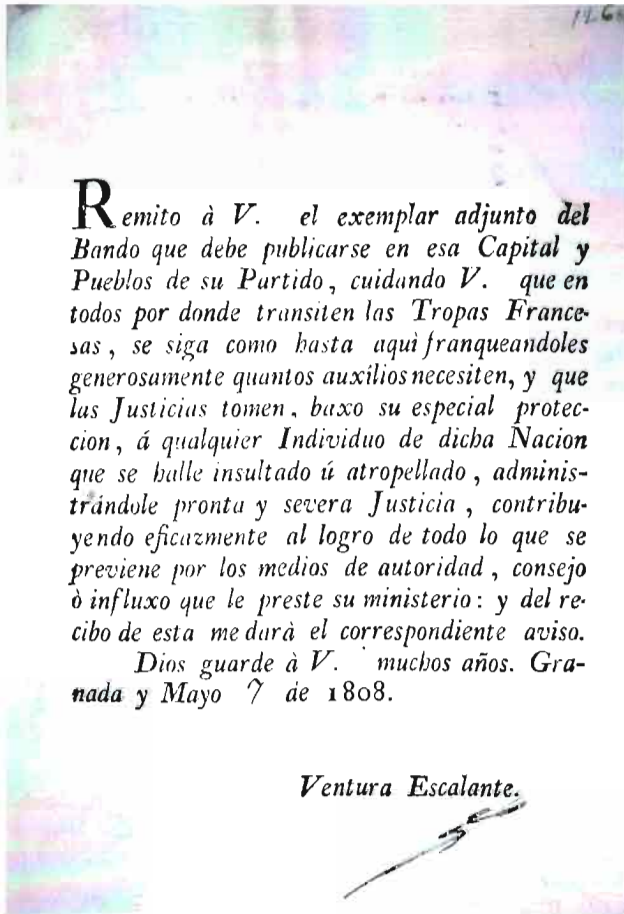 Remito à V. el exemplar adjunto del
Bando que debe publicarse en esa Capital y
Pueblos de su Partido, cuidando V. que en
todos por donde transiten las Tropas France-
sas, se siga como hasta aquì franqueandoles
generosamente quantos auxîlios necesiten, y que
las Justicias tomen, baxo su especial protec-
cion, á qualquier Individuo de dicha Nacion
que se halle insultado ú atropellado, adminis-
trándole pronta y severa Justicia, contribu-
yendo eficazmente al logro de todo lo que se
previene por los medios de autoridad, consejo
ò influxo que le preste su ministerio: y del re-
cibo de esta me darà el correspondiente aviso.
Dios guarde à V. muchos años. Gra-
nada y Mayo 7 de 1808.
Ventura Escalante.